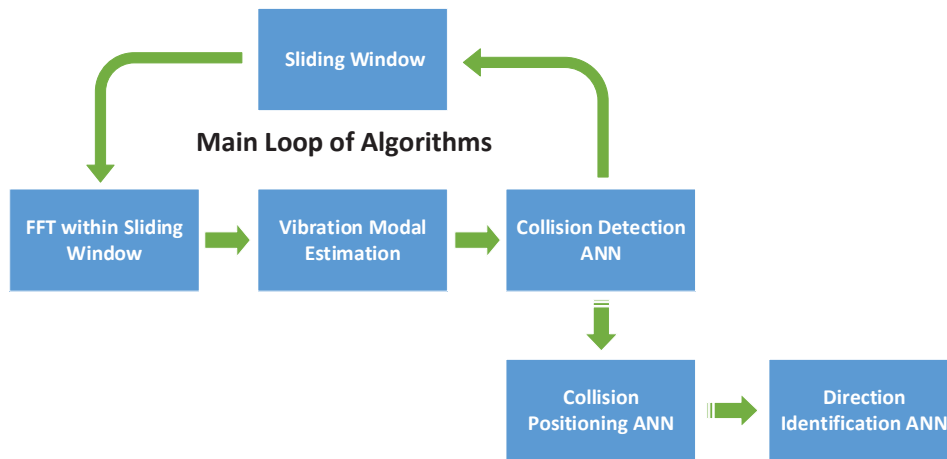 Sliding Window
Main Loop of Algorithms
FFT within Sliding
Window
Vibration Modal
Estimation
Collision Detection
ANN
Collision
Positioning ANN
Direction
Identification ANN